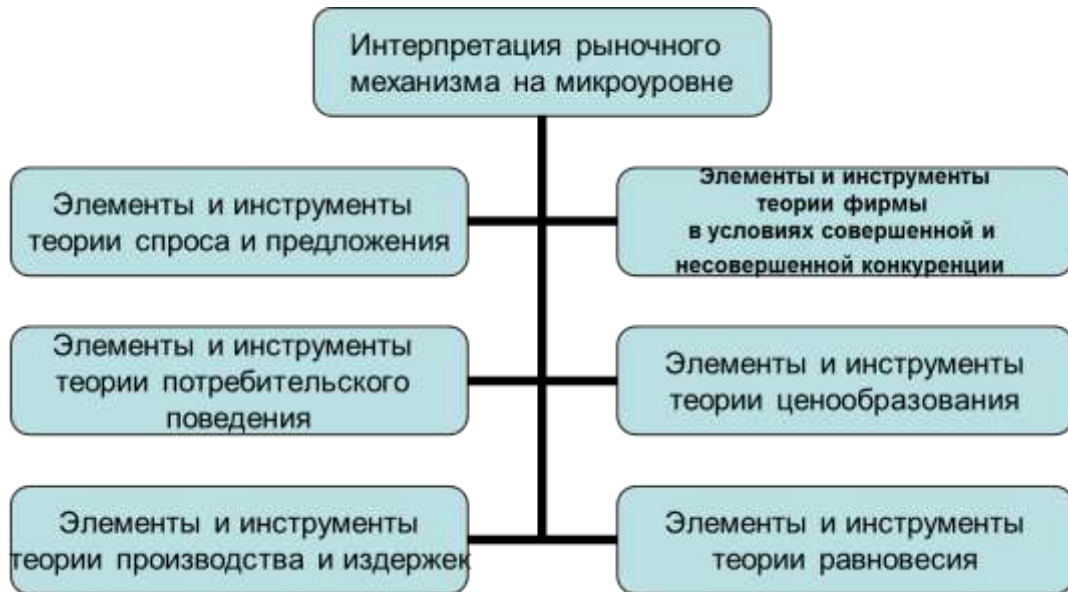 Интерпретация рыночного
механизма на микроуровне
Элементы и инструменты
теории спроса и предложения
Элементы и инструменты
теории фирмы
в условиях совершенной и
несовершенной конкуренции
Элементы и инструменты
теории потребительского
поведения
Элементы и инструменты
теории ценообразования
Элементы и инструменты
теории производства и издержек
Элементы и инструменты
теории равновесия